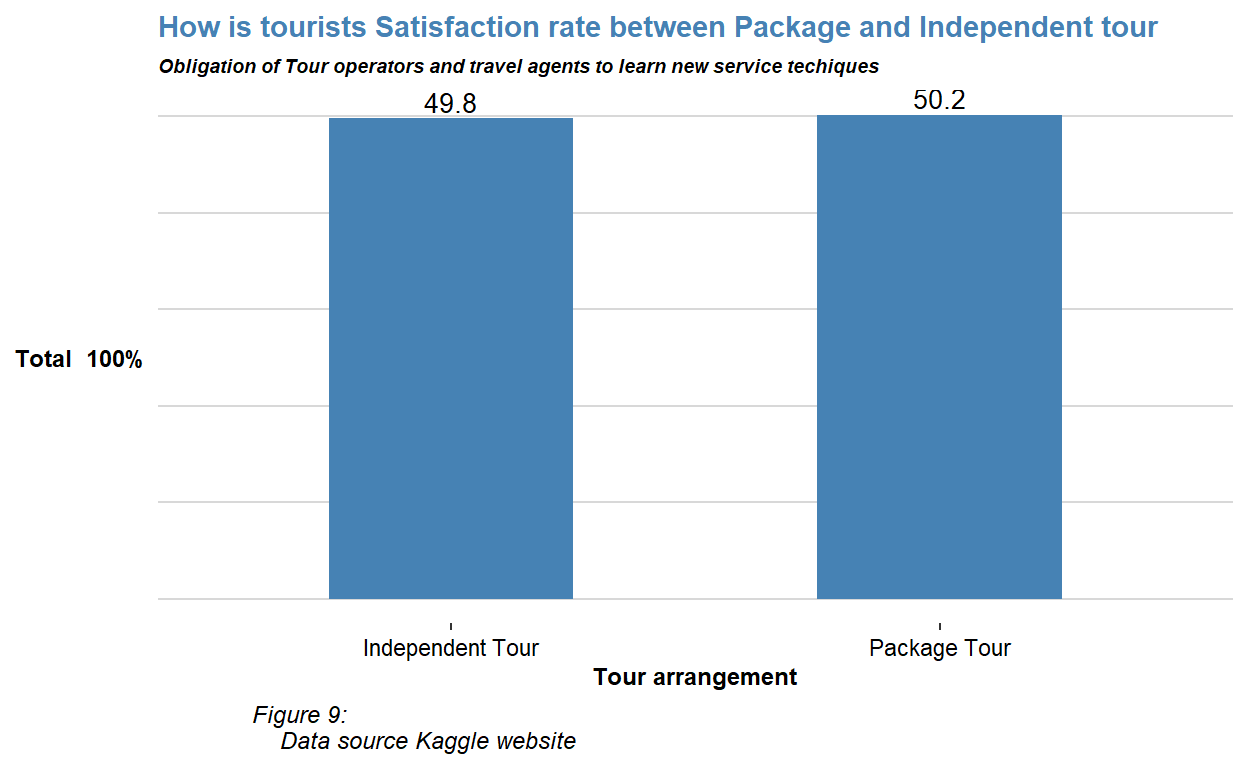 How is tourists Satisfaction rate between Package and Independent tour
Obligation of Tour operators and travel agents to learn new service techiques
49.8
50.2
Total 100%
Independent Tour
Package Tour
Tour arrangement
Figure 9:
Data source Kaggle website